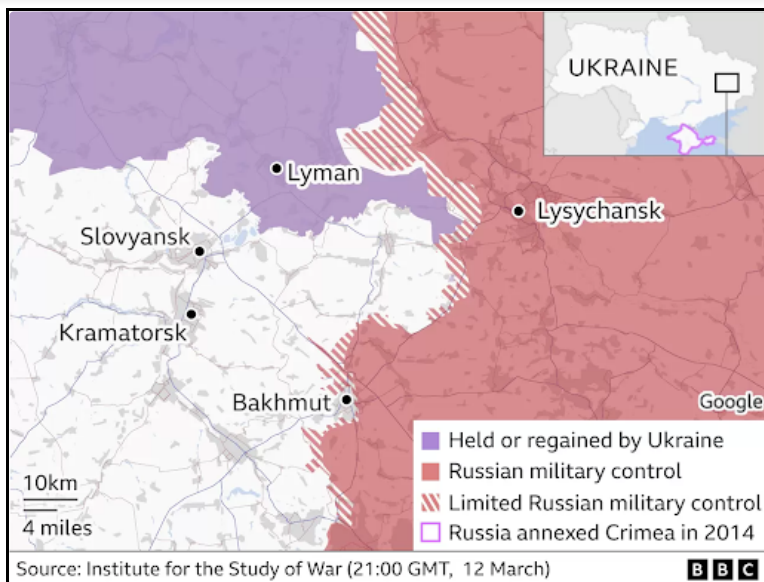 UKRAINE
Lyman
Lysychansk
Slovyansk
Kramatorsk
Bakhmut
Google
Held or regained by Ukraine
Russian military control
Limited Russian military control
Russia annexed Crimea in 2014
10km
4 miles
Source: Institute for the Study of War (21:00 GMT, 12 March)
BBC